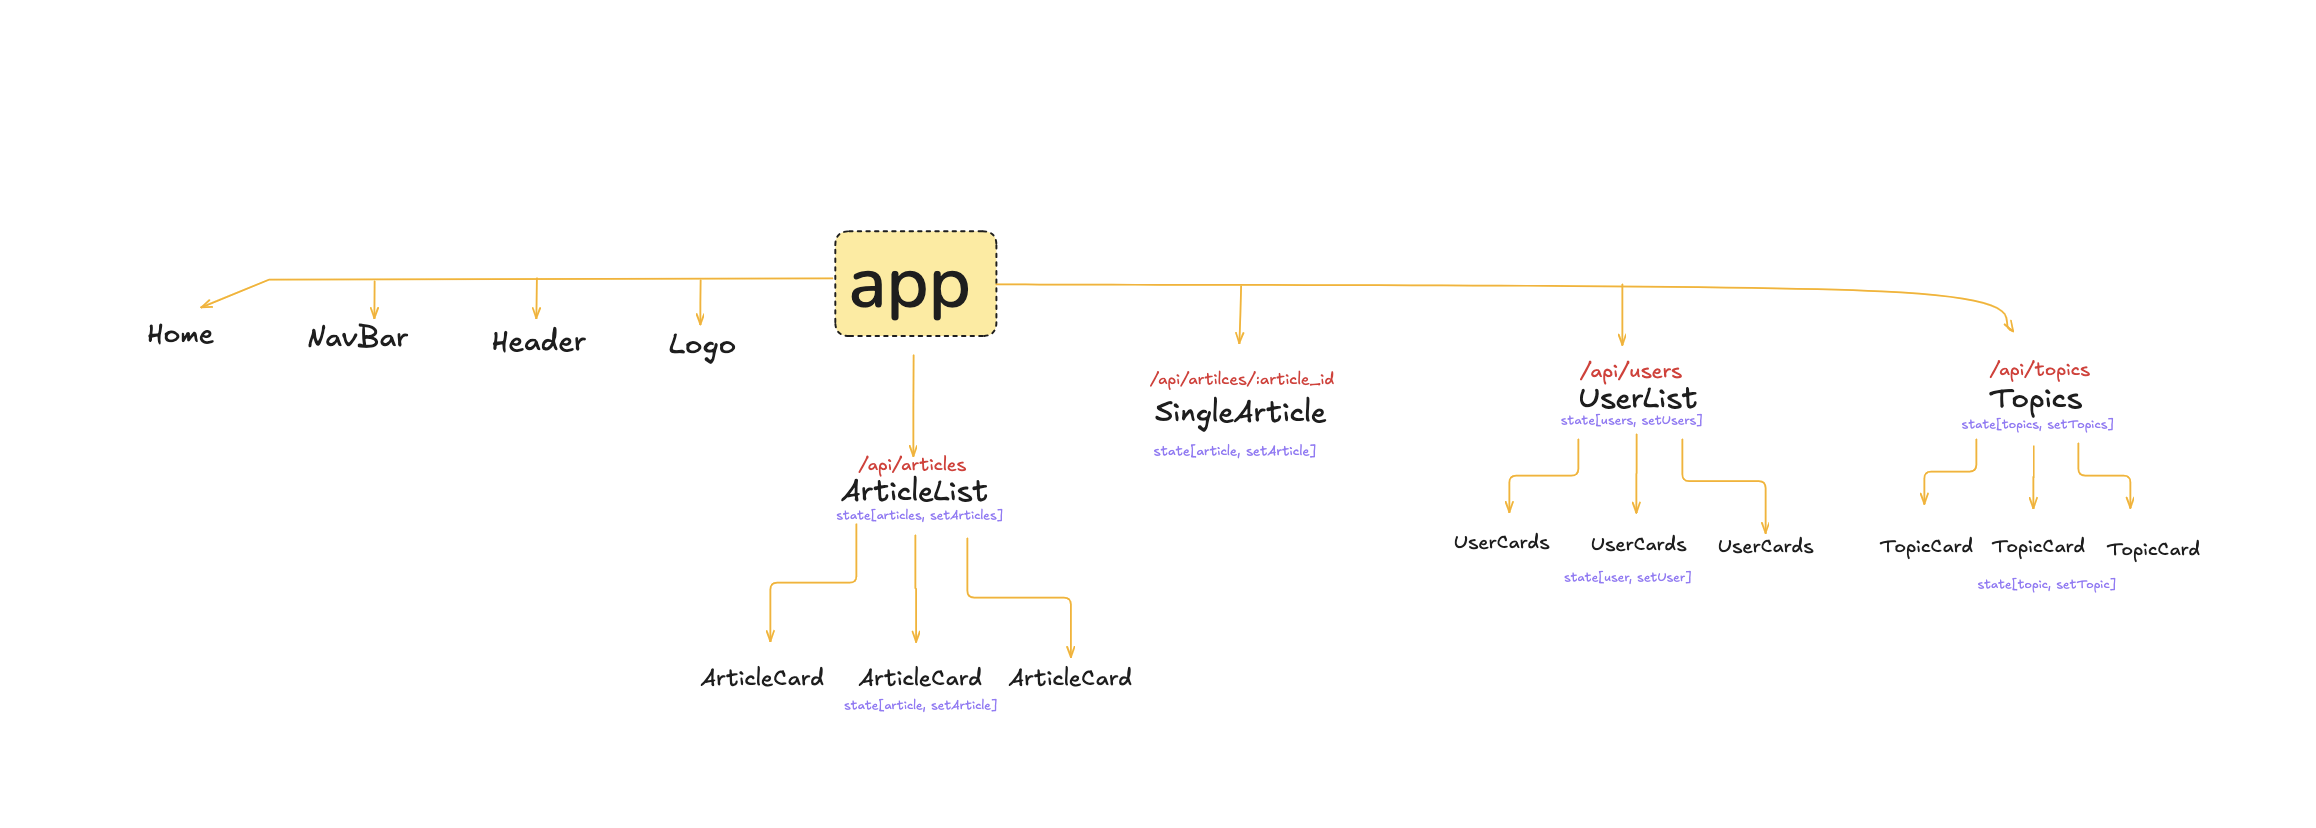 app
Home
NavBar
Header
Logo
/api/articles
ArticleList
state[articles, setArticles]
ArticleCard
ArticleCard
ArticleCard
state[article, setArticle]
/api/artilces/:article_id
SingleArticle
state[article, setArticle]
/api/users
UserList
state[users, setUsers]
UserCards
UserCards
UserCards
state[user, setUser]
/api/topics
Topics
state[topics, setTopics]
TopicCard
TopicCard
TopicCard
state[topic, setTopic]